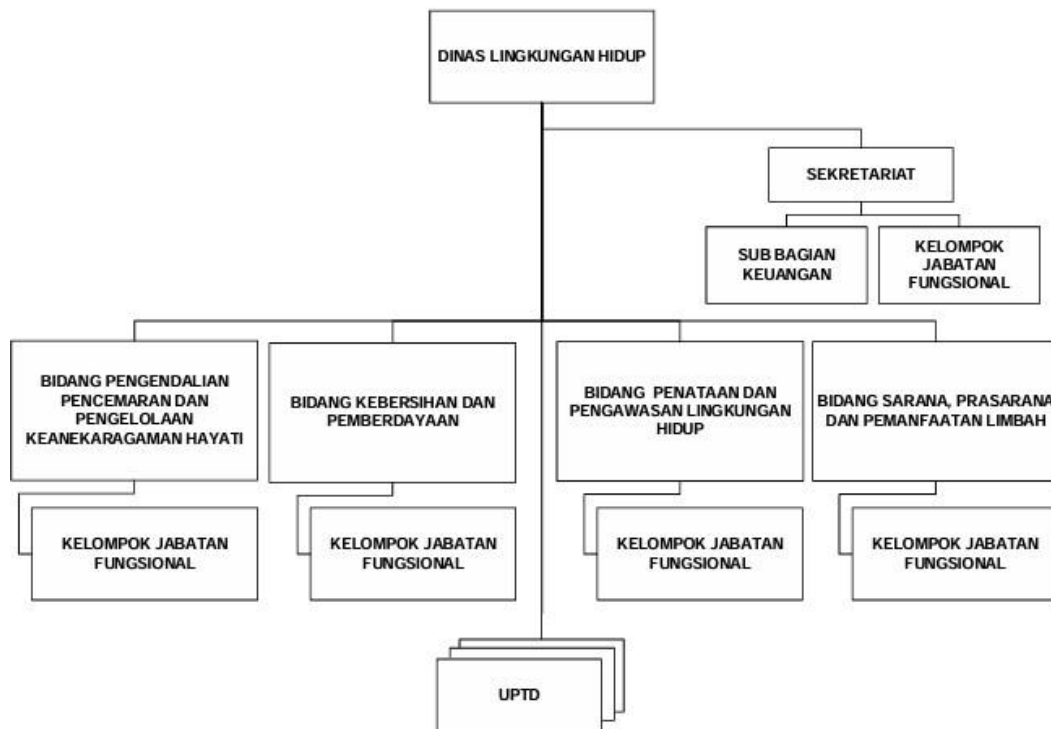 DINAS LINGKUNGAN HIDUP
SEKRETARIAT
SUB BAGIAN
KEUANGAN
KELOMPOK
JABATAN
FUNGSIONAL
BIDANG PENGENDALIAN
PENCEMARAN DAN
PENGELOLAAN
KEANEKARAGAMAN HAYATI
BIDANG KEBERSIHAN DAN
PEMBERDAYAAN
BIDANG PENATAAN DAN
PENGAWASAN LINGKUNGAN
HIDUP
BIDANG SARANA, PRASARANA
DAN PEMANFAATAN LIMBAH
KELOMPOK JABATAN
FUNGSIONAL
KELOMPOK JABATAN
FUNGSIONAL
KELOMPOK JABATAN
FUNGSIONAL
KELOMPOK JABATAN
FUNGSIONAL
UPTD